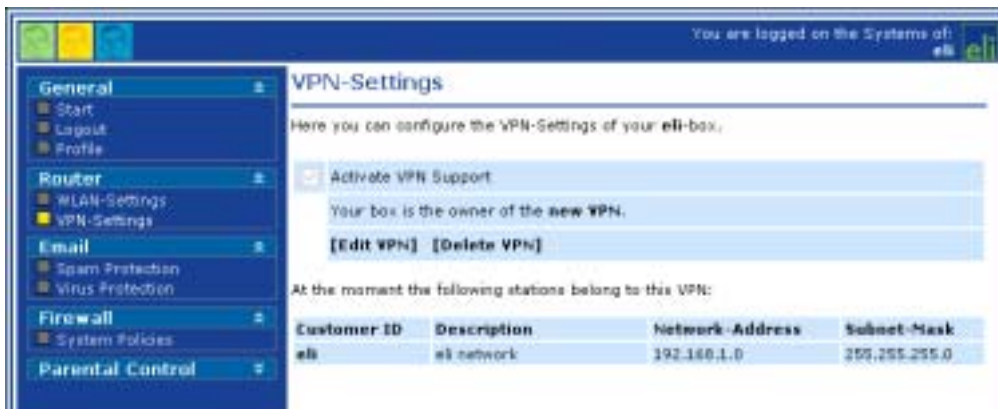 You are logged on the Systems of:
eli
eli
General
Start
Logout
Profile
Router
WLAN-Settings
VPN-Settings
Email
Spam Protection
Virus Protection
Firewall
System Policies
Parental Control
VPN-Settings
Here you can configure the VPN-Settings of your eli-box.
Activate VPN Support
Your box is the owner of the new VPN.
[Edit VPN] [Delete VPN]
At the moment the following stations belong to this VPN:
Customer ID Description Network-Address Subnet-Mask
eli eli network 192.168.1.0 255.255.255.0